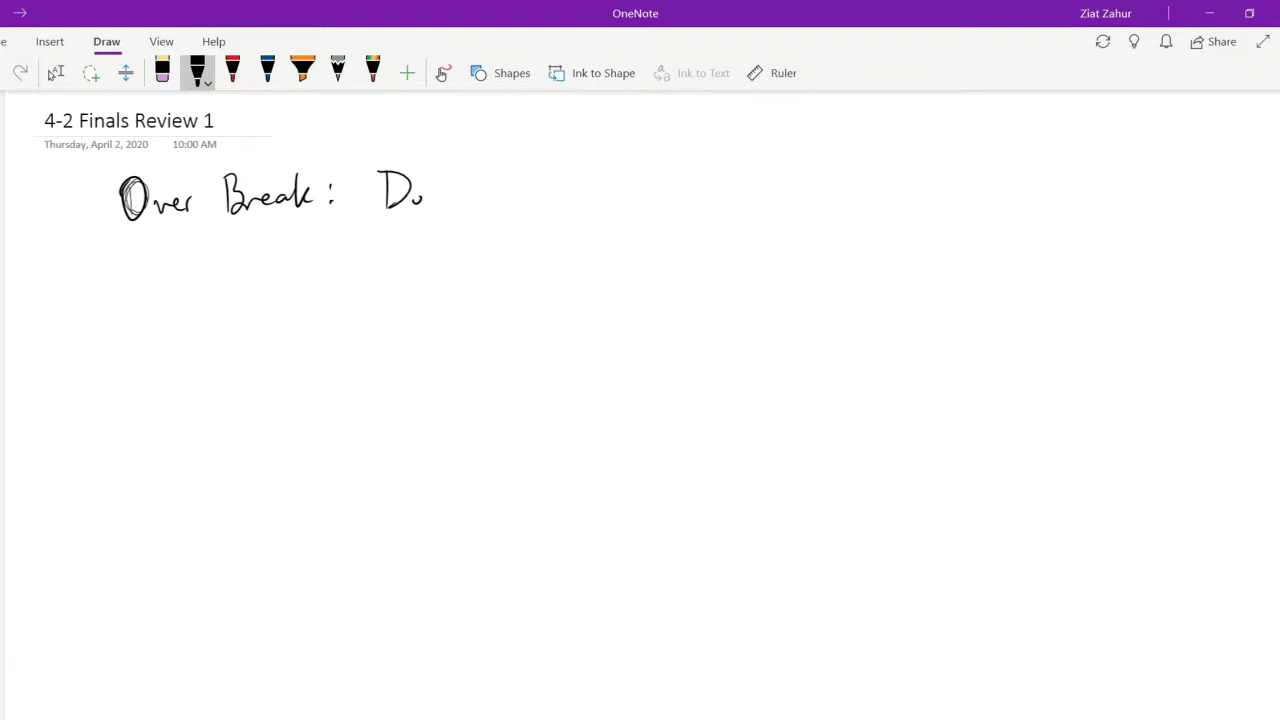 OneNote
Ziat Zahur
Insert
Draw
View
Help
Share
Shapes
Ink to Shape
Ink to Text
Ruler
4-2 Finals Review 1
Thursday, April 2, 2020 10:00 AM
Over Break: Do